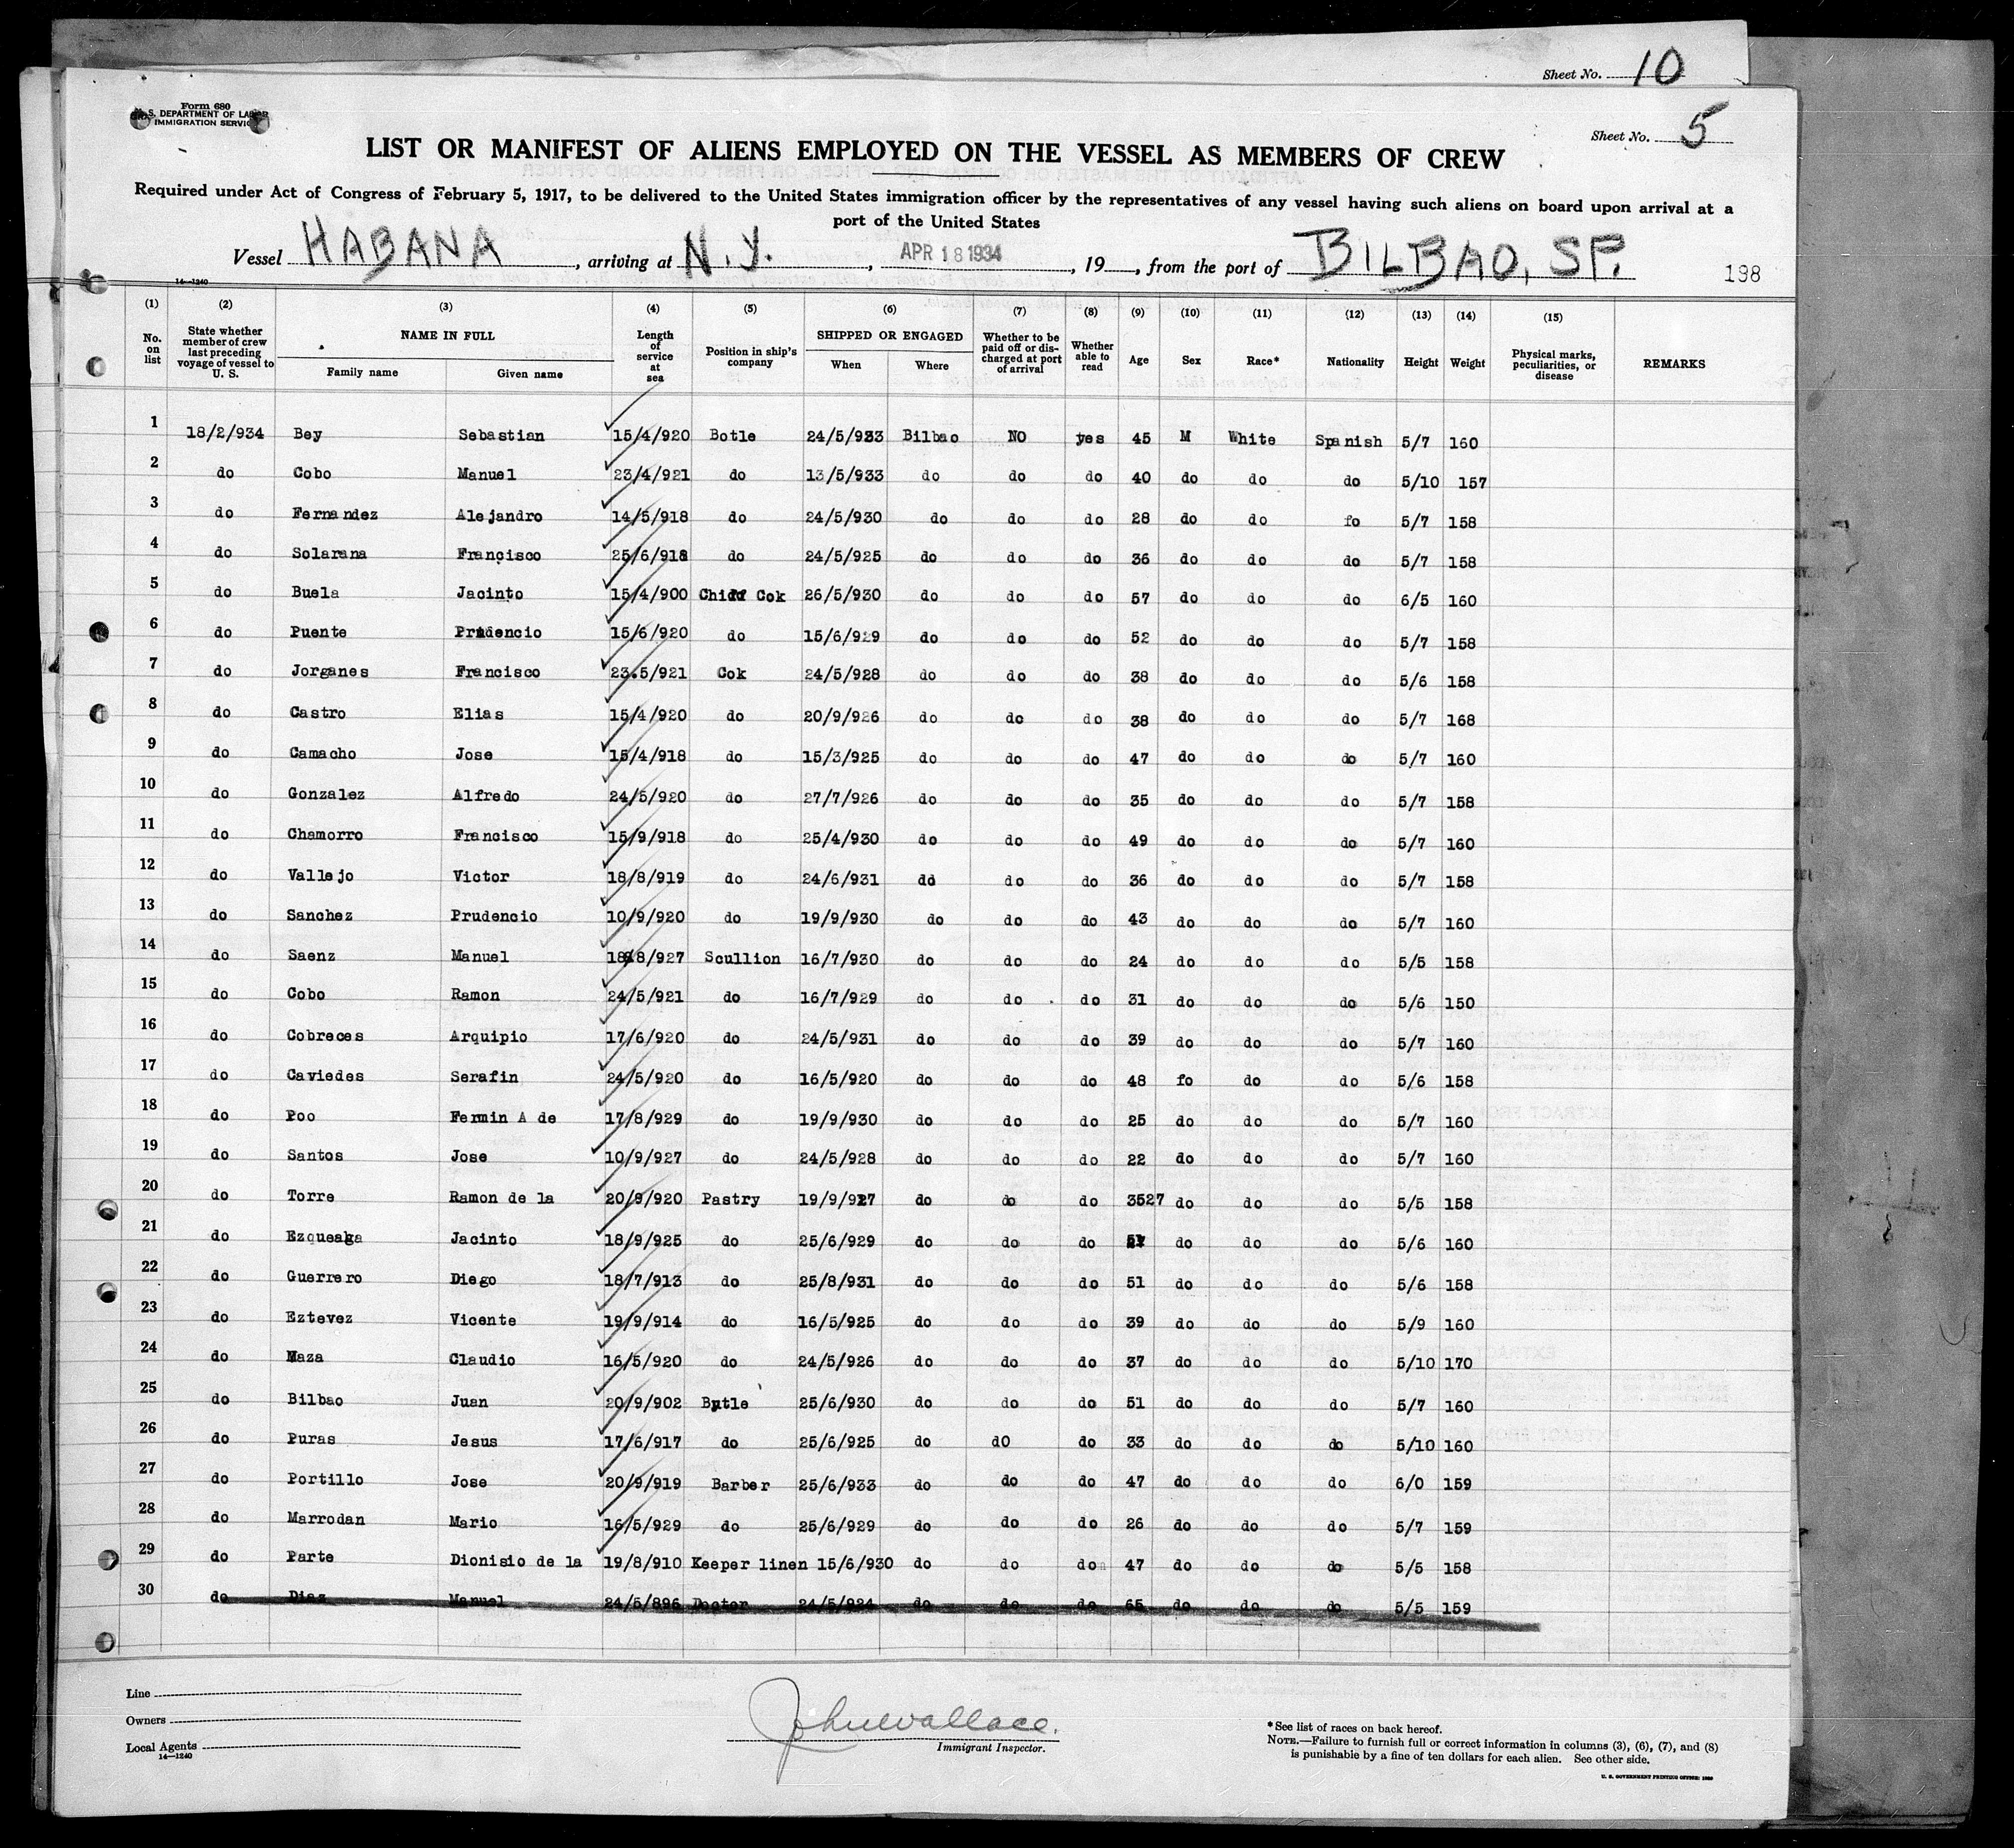 Sheet No. 10
Form 680
U. S. DEPARTMENT OF LABOR
IMMIGRATION SERVICE
Sheet No. 5
LIST OR MANIFEST OF ALIENS EMPLOYED ON THE VESSEL AS MEMBERS OF CREW
Required under Act of Congress of February 5, 1917, to be delivered to the United States immigration officer by the representatives of any vessel having such aliens on board upon arrival at a
port of the United States
Vessel HABANA, arriving at N.Y., APR 18 1934, 19, from the port of BILBAO, SP. 198
14-1240
(1) (2) (3) (4) (5) (6) (7) (8) (9) (10) (11) (12) (13) (14) (15)
No. on list State whether member of crew last preceding voyage of vessel to U. S. NAME IN FULL Family name Given name Length of service at sea Position in ship's company SHIPPED OR ENGAGED When Where Whether to be paid off or discharged at port of arrival Whether able to read Age Sex Race* Nationality Height Weight Physical marks, peculiarities, or disease REMARKS
1 18/2/934 Bey Sebastian 15/4/920 Botle 24/5/933 Bilbao NO yes 45 M White Spanish 5/7 160
2 do Cobo Manuel 23/4/921 do 13/5/933 do do do 40 do do do 5/10 157
3 do Fernandez Alejandro 14/5/918 do 24/5/930 do do do 28 do do fo 5/7 158
4 do Solarana Francisco 25/6/918 do 24/5/925 do do do 36 do do do 5/7 158
5 do Buela Jacinto 15/4/900 Chief Cok 26/5/930 do do do 57 do do do 6/5 160
6 do Puente Prudencio 15/6/920 do 15/6/929 do do do 52 do do do 5/7 158
7 do Jorganes Francisco 23.5/921 Cok 24/5/928 do do do 38 do do do 5/6 158
8 do Castro Elias 15/4/920 do 20/9/926 do do do 38 do do do 5/7 168
9 do Camacho Jose 15/4/918 do 15/3/925 do do do 47 do do do 5/7 160
10 do Gonzalez Alfredo 24/5/920 do 27/7/926 do do do 35 do do do 5/7 158
11 do Chamorro Francisco 15/9/918 do 25/4/930 do do do 49 do do do 5/7 160
12 do Vallejo Victor 18/8/919 do 24/6/931 do do do 36 do do do 5/7 158
13 do Sanchez Prudencio 10/9/920 do 19/9/930 do do do 43 do do do 5/7 160
14 do Saenz Manuel 18/8/927 Scullion 16/7/930 do do do 24 do do do 5/5 158
15 do Cobo Ramon 24/5/921 do 16/7/929 do do do 31 do do do 5/6 150
16 do Cobreces Arquipio 17/6/920 do 24/5/931 do do do 39 do do do 5/7 160
17 do Caviedes Serafin 24/5/920 do 16/5/920 do do do 48 fo do do 5/6 158
18 do Poo Fermin A de 17/8/929 do 19/9/930 do do do 25 do do do 5/7 160
19 do Santos Jose 10/9/927 do 24/5/928 do do do 22 do do do 5/7 160
20 do Torre Ramon de la 20/9/920 Pastry 19/9/927 do do do 3527 do do do 5/5 158
21 do Ezqueaga Jacinto 18/9/925 do 25/6/929 do do do do do do 5/6 160
22 do Guerrero Diego 18/7/913 do 25/8/931 do do do 51 do do do 5/6 158
23 do Eztevez Vicente 19/9/914 do 16/5/925 do do do 39 do do do 5/9 160
24 do Maza Claudio 16/5/920 do 24/5/926 do do do 37 do do do 5/10 170
25 do Bilbao Juan 20/9/902 Butle 25/6/930 do do do 51 do do do 5/7 160
26 do Puras Jesus 17/6/917 do 25/6/925 do dO do 33 do do do 5/10 160
27 do Portillo Jose 20/9/919 Barber 25/6/933 do do do 47 do do do 6/0 159
28 do Marrodan Mario 16/5/929 do 25/6/929 do do do 26 do do do 5/7 159
29 do Parte Dionisio de la 19/8/910 Keeper linen 15/6/930 do do do 47 do do do 5/5 158
30 do Diaz Manuel 24/5/896 Doctor 24/5/924 do do do 65 do do do 5/5 159
Line
Owners
Local Agents
14-1240
John Wallace.
Immigrant Inspector.
*See list of races on back hereof.
NOTE.—Failure to furnish full or correct information in columns (3), (6), (7), and (8)
is punishable by a fine of ten dollars for each alien. See other side.
U. S. GOVERNMENT PRINTING OFFICE: 1930